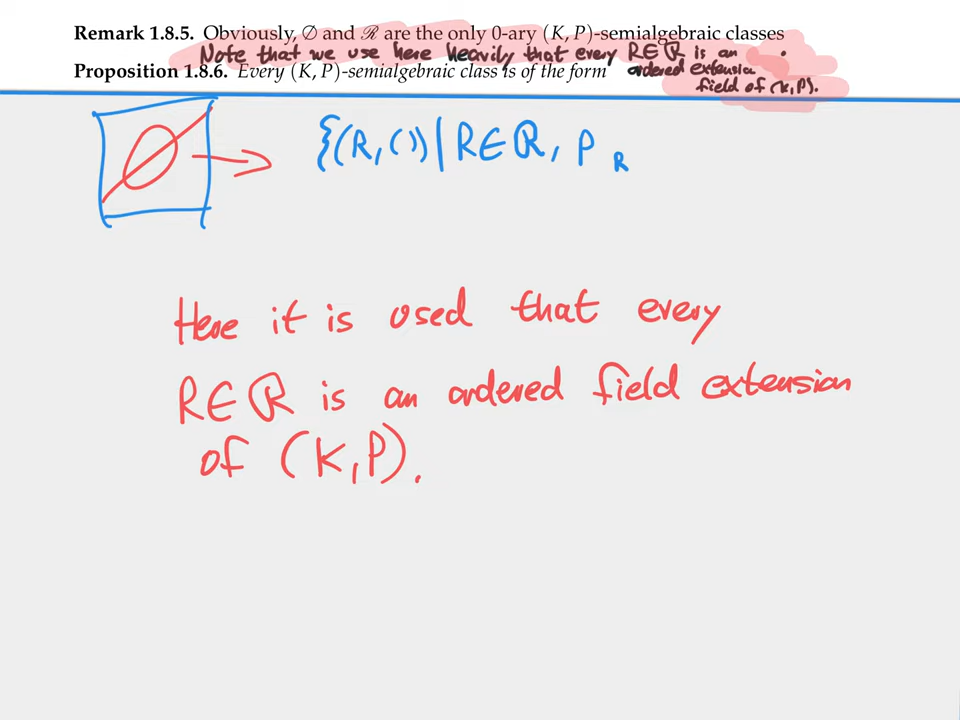 Remark 1.8.5. Obviously, ∅ and ℛ are the only 0-ary (K, P)-semialgebraic classes
Note that we use here heavily that every R∈ℛ is an ordered extension field of (K,P).
Proposition 1.8.6. Every (K, P)-semialgebraic class is of the form
{(R, ()) | R∈ℛ, P R
Here it is used that every
R∈ℛ is an ordered field extension
of (K,P).